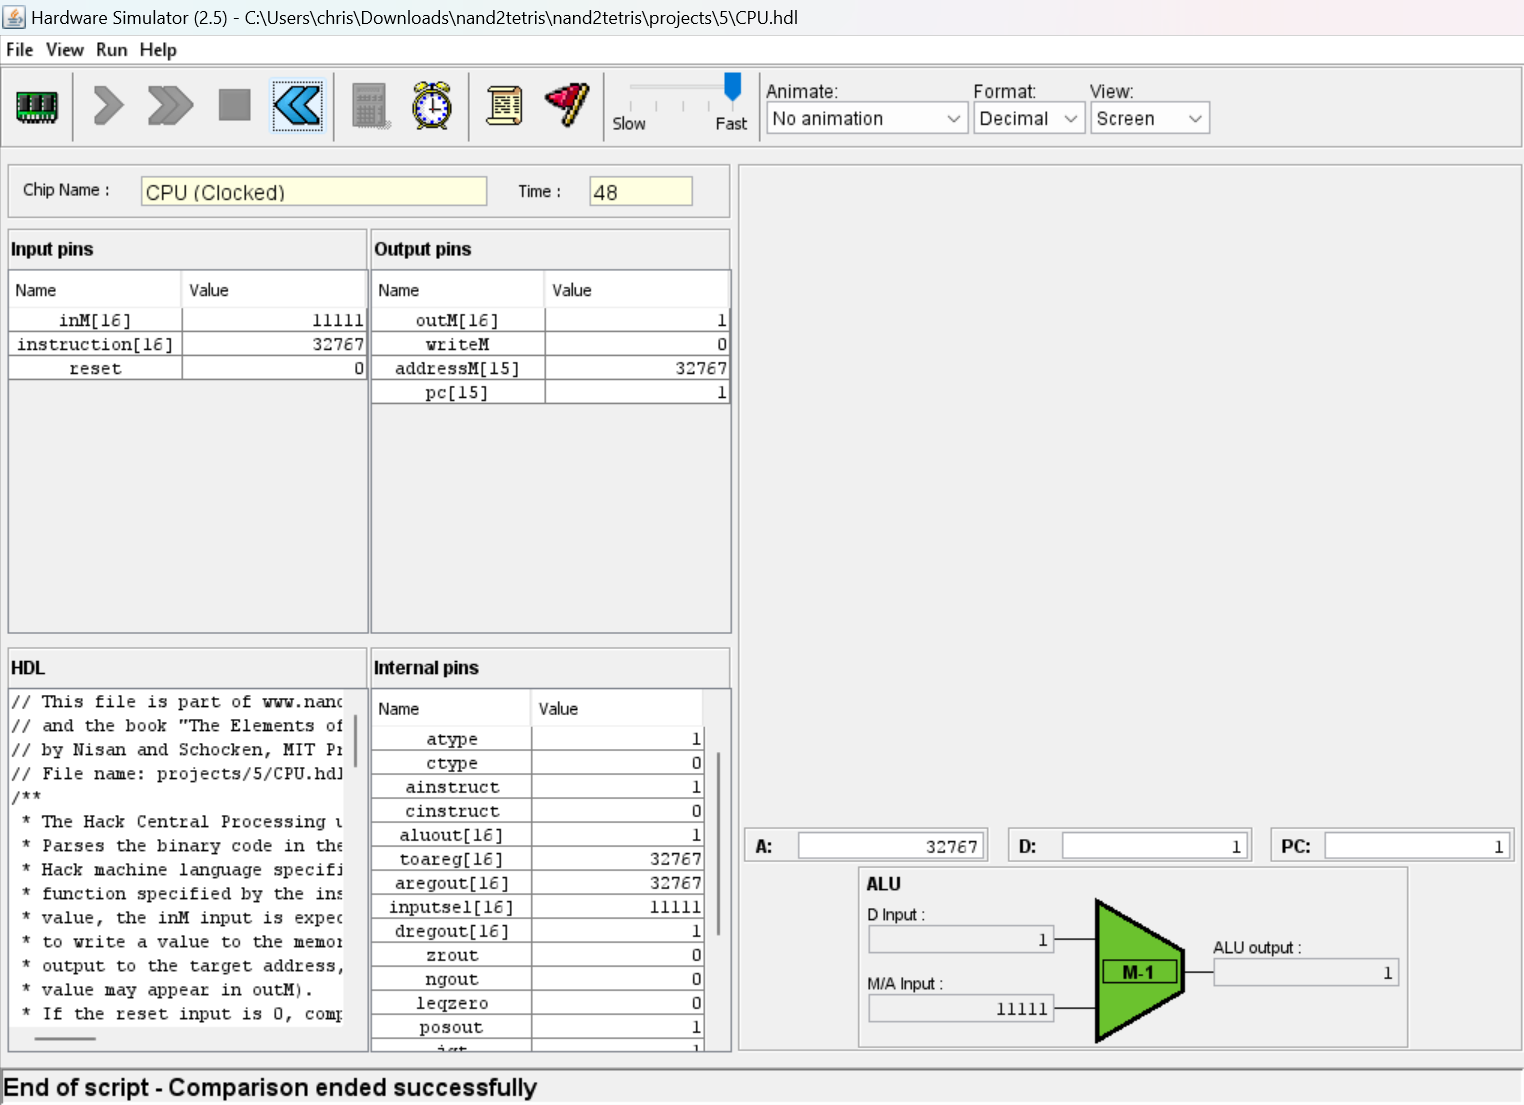 Hardware Simulator (2.5) - C:\Users\chris\Downloads\nand2tetris\nand2tetris\projects\5\CPU.hdl
File View Run Help
Slow Fast
Animate: Format: View:
No animation Decimal Screen
Chip Name : CPU (Clocked) Time : 48
Input pins
Name Value
inM[16] 11111
instruction[16] 32767
reset 0
Output pins
Name Value
outM[16] 1
writeM 0
addressM[15] 32767
pc[15] 1
HDL
// This file is part of www.nand
// and the book "The Elements of
// by Nisan and Schocken, MIT Pr
// File name: projects/5/CPU.hdl
/**
* The Hack Central Processing u
* Parses the binary code in the
* Hack machine language specifi
* function specified by the ins
* value, the inM input is expec
* to write a value to the memor
* output to the target address,
* value may appear in outM).
* If the reset input is 0, comp
Internal pins
Name Value
atype 1
ctype 0
ainstruct 1
cinstruct 0
aluout[16] 1
toareg[16] 32767
aregout[16] 32767
inputsel[16] 11111
dregout[16] 1
zrout 0
ngout 0
leqzero 0
posout 1
A: 32767 D: 1 PC: 1
ALU
D Input :
1
M/A Input :
11111
M-1
ALU output :
1
End of script - Comparison ended successfully